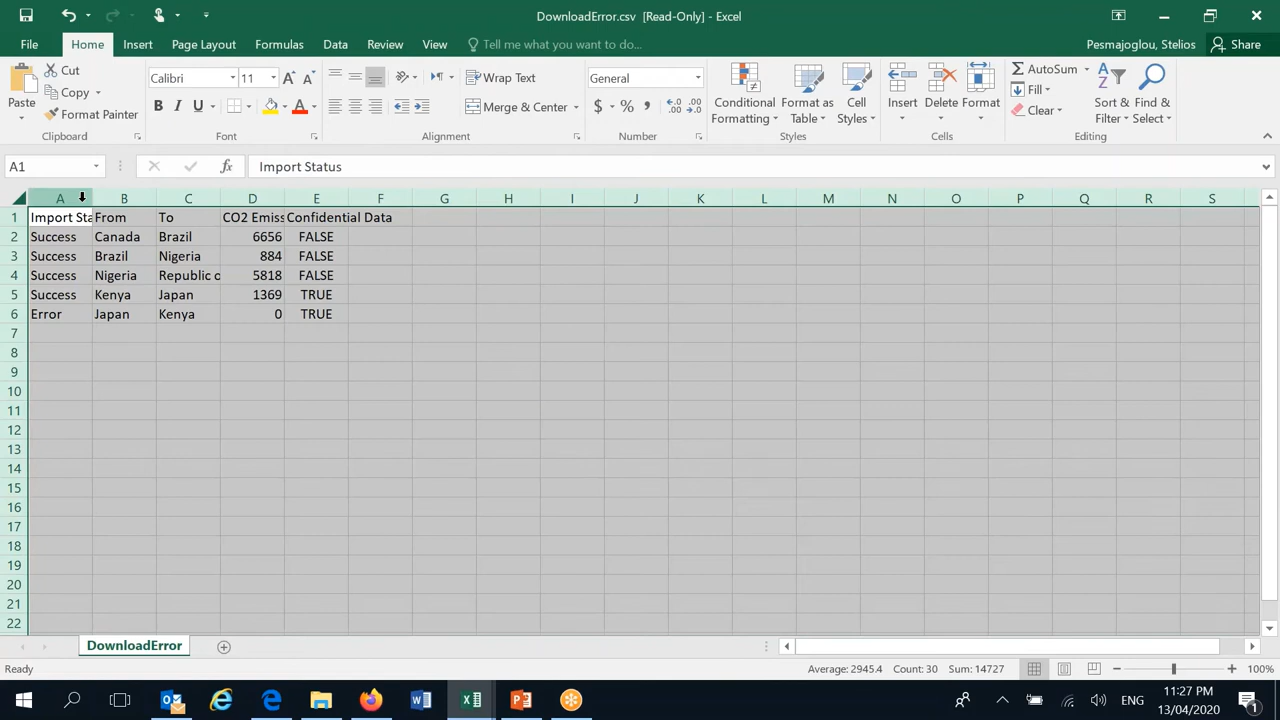 DownloadError.csv [Read-Only] - Excel
File Home Insert Page Layout Formulas Data Review View Tell me what you want to do... Pesmajoglou, Stelios Share
Cut
Copy
Format Painter
Paste
Calibri 11
B I U
Wrap Text
Merge & Center
General
$ %
Conditional Formatting
Format as Table
Cell Styles
Insert
Delete
Format
AutoSum
Fill
Clear
Sort & Filter
Find & Select
Clipboard Font Alignment Number Styles Cells Editing
A1 fx Import Status
A B C D E F G H I J K L M N O P Q R S
1 Import Sta From To CO2 Emiss Confidential Data
2 Success Canada Brazil 6656 FALSE
3 Success Brazil Nigeria 884 FALSE
4 Success Nigeria Republic o 5818 FALSE
5 Success Kenya Japan 1369 TRUE
6 Error Japan Kenya 0 TRUE
7
8
9
10
11
12
13
14
15
16
17
18
19
20
21
22
DownloadError
Ready Average: 2945.4 Count: 30 Sum: 14727 100%
ENG 11:27 PM
13/04/2020 1